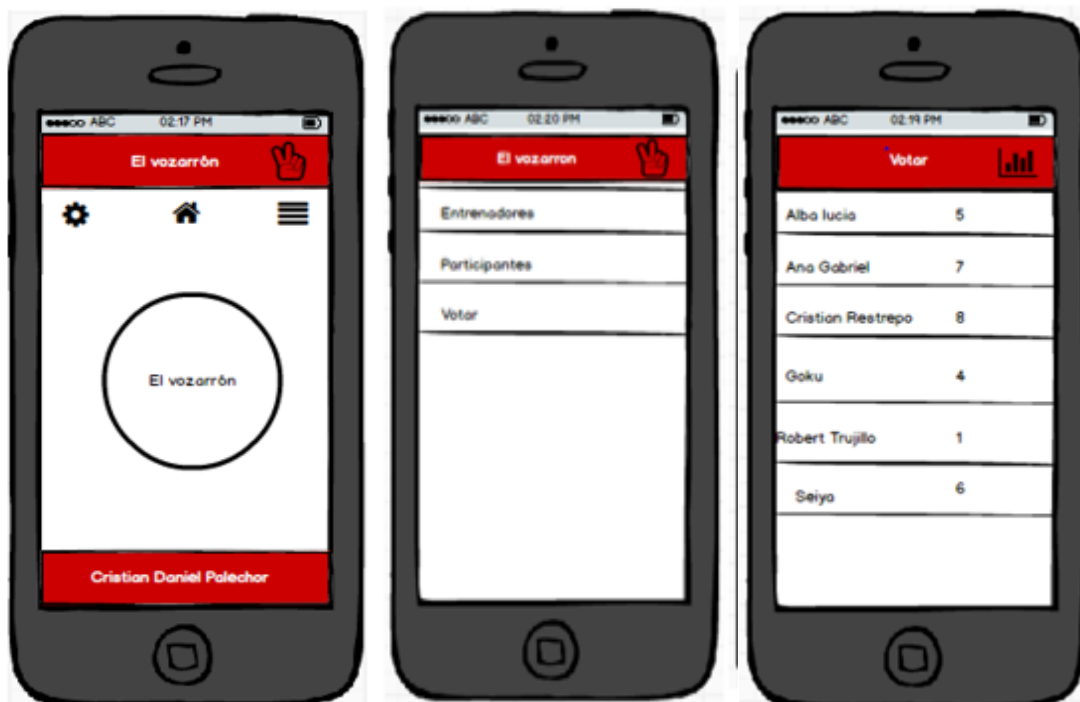 ABC 02:17 PM
El vozarrón
El vozarrón
Cristian Daniel Palechor
ABC 02:20 PM
El vozarron
Entrenadores
Participantes
Votar
ABC 02:19 PM
Votar
Alba lucia 5
Ana Gabriel 7
Cristian Restrepo 8
Goku 4
Robert Trujillo 1
Seiya 6